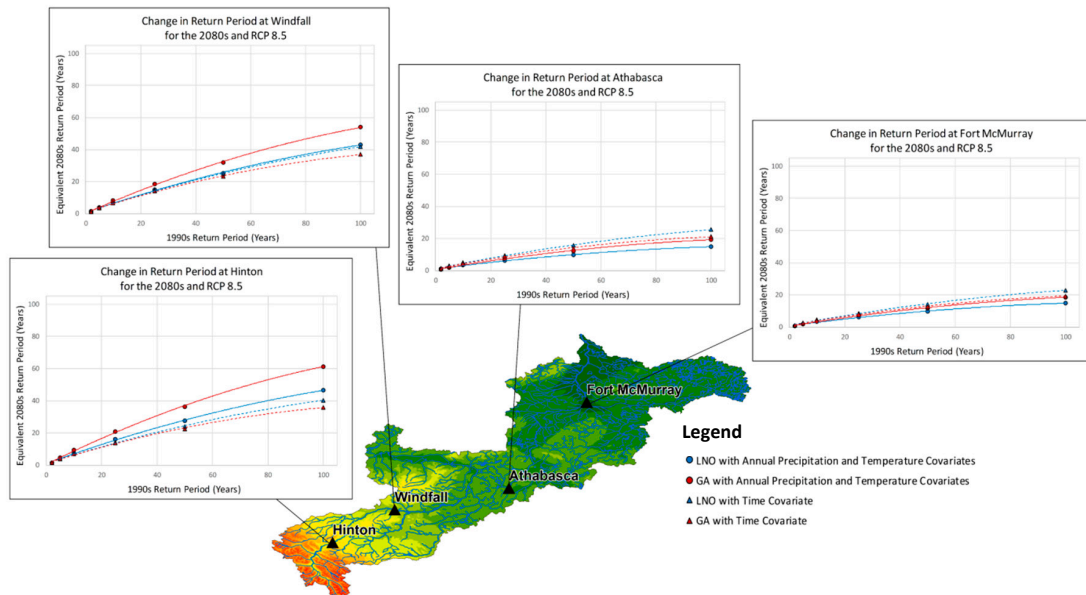 Change in Return Period at Windfall
for the 2080s and RCP 8.5
Equivalent 2080s Return Period (Years)
100
80
60
40
20
0
0 20 40 60 80 100
1990s Return Period (Years)
Change in Return Period at Athabasca
for the 2080s and RCP 8.5
Equivalent 2080s Return Period (Years)
100
80
60
40
20
0
0 20 40 60 80 100
1990s Return Period (Years)
Change in Return Period at Fort McMurray
for the 2080s and RCP 8.5
Equivalent 2080s Return Period (Years)
100
80
60
40
20
0
0 20 40 60 80 100
1990s Return Period (Years)
Change in Return Period at Hinton
for the 2080s and RCP 8.5
Equivalent 2080s Return Period (Years)
100
80
60
40
20
0
0 20 40 60 80 100
1990s Return Period (Years)
Fort McMurray
Athabasca
Windfall
Hinton
Legend
LNO with Annual Precipitation and Temperature Covariates
GA with Annual Precipitation and Temperature Covariates
LNO with Time Covariate
GA with Time Covariate